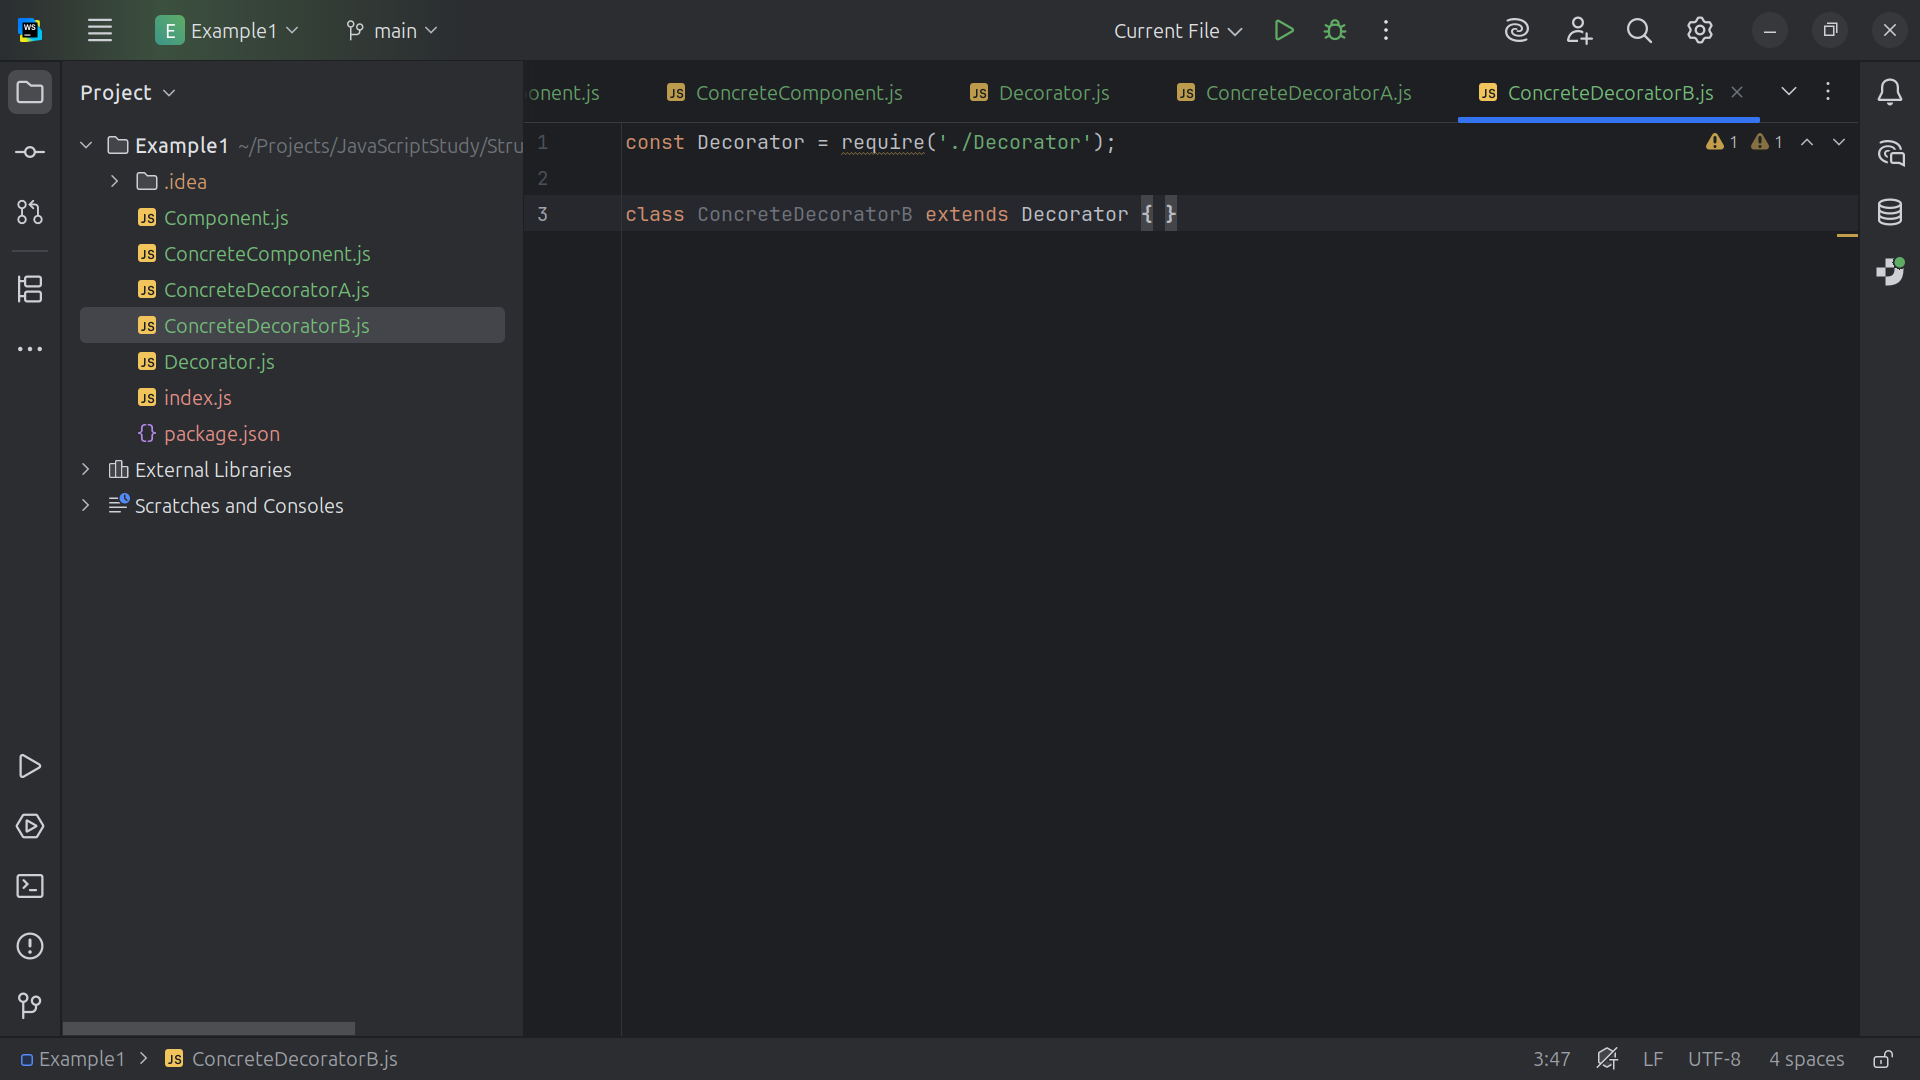 WS
E Example1
main
Current File
Project
Example1 ~/Projects/JavaScriptStudy/Stru
.idea
JS Component.js
JS ConcreteComponent.js
JS ConcreteDecoratorA.js
JS ConcreteDecoratorB.js
JS Decorator.js
JS index.js
{} package.json
External Libraries
Scratches and Consoles
onent.js
JS ConcreteComponent.js
JS Decorator.js
JS ConcreteDecoratorA.js
JS ConcreteDecoratorB.js
1 const Decorator = require('./Decorator');
1 1
2
3 class ConcreteDecoratorB extends Decorator { }
Example1 > JS ConcreteDecoratorB.js
3:47
LF
UTF-8
4 spaces